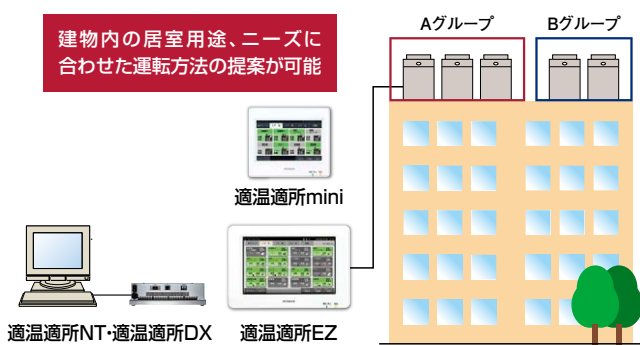 建物内の居室用途、ニーズに
合わせた運転方法の提案が可能
Aグループ
Bグループ
適温適所mini
適温適所NT・適温適所DX
適温適所EZ